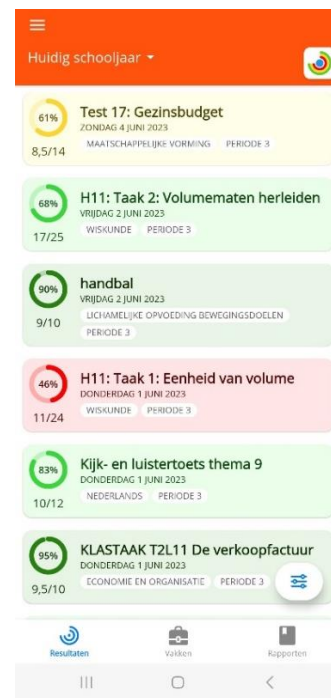 Huidig schooljaar
61%
8,5/14
Test 17: Gezinsbudget
ZONDAG 4 JUNI 2023
MAATSCHAPPELIJKE VORMING PERIODE 3
68%
17/25
H11: Taak 2: Volumematen herleiden
VRIJDAG 2 JUNI 2023
WISKUNDE PERIODE 3
90%
9/10
handbal
VRIJDAG 2 JUNI 2023
LICHAMELIJKE OPVOEDING BEWEGINGSDOELEN
PERIODE 3
46%
11/24
H11: Taak 1: Eenheid van volume
DONDERDAG 1 JUNI 2023
WISKUNDE PERIODE 3
83%
10/12
Kijk- en luistertoets thema 9
DONDERDAG 1 JUNI 2023
NEDERLANDS PERIODE 3
95%
9,5/10
KLASTAAK T2L11 De verkoopfactuur
DONDERDAG 1 JUNI 2023
ECONOMIE EN ORGANISATIE PERIODE 3
Resultaten Vakken Rapporten